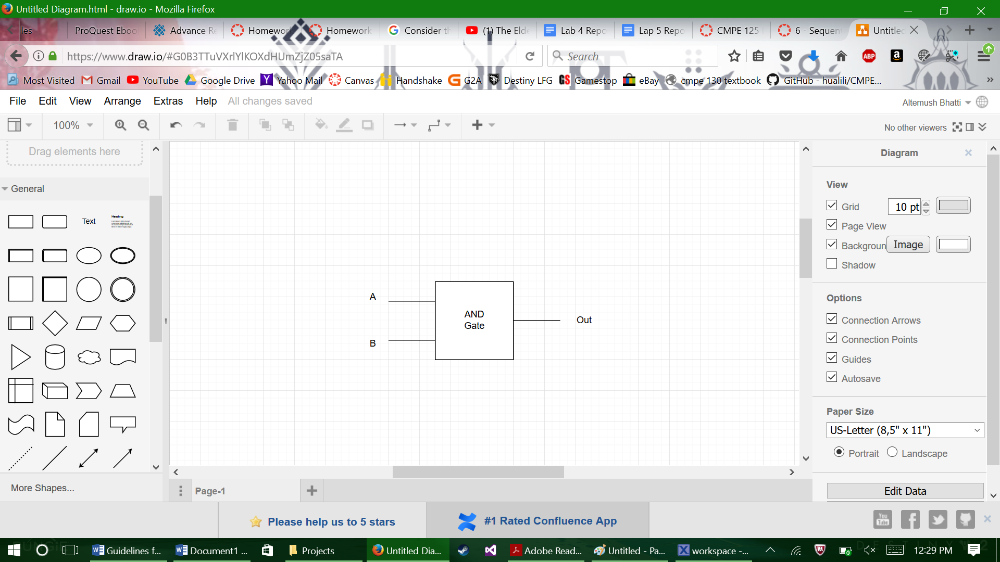 Untitled Diagram.html - draw.io - Mozilla Firefox
les
ProQuest Eboo
Advance Re
Homework
Homework
Consider th
(1) The Elde
Lab 4 Repo
Lap 5 Repo
CMPE 125
6 - Sequen
Untitled
https://www.draw.io/#G0B3TTuVXrlYlKOXdHUmZjZ05saTA
Search
ABP
Most Visited
Gmail
YouTube
Google Drive
Yahoo Mail
Canvas
Handshake
G2A
Destiny LFG
Gamestop
eBay
cmpe 130 textbook
GitHub - hualili/CMPE...
File Edit View Arrange Extras Help All changes saved
Altemush Bhatti
100%
No other viewers
Drag elements here
General
Text
Heading
A
B
AND
Gate
Out
Diagram
View
Grid
10 pt
Page View
Backgroun
Image
Shadow
Options
Connection Arrows
Connection Points
Guides
Autosave
Paper Size
US-Letter (8,5" x 11")
Portrait
Landscape
Edit Data
More Shapes...
Page-1
Please help us to 5 stars
#1 Rated Confluence App
You Tube
Guidelines f...
Document1 ...
Projects
Untitled Dia...
Adobe Read...
Untitled - Pa...
workspace -...
12:29 PM